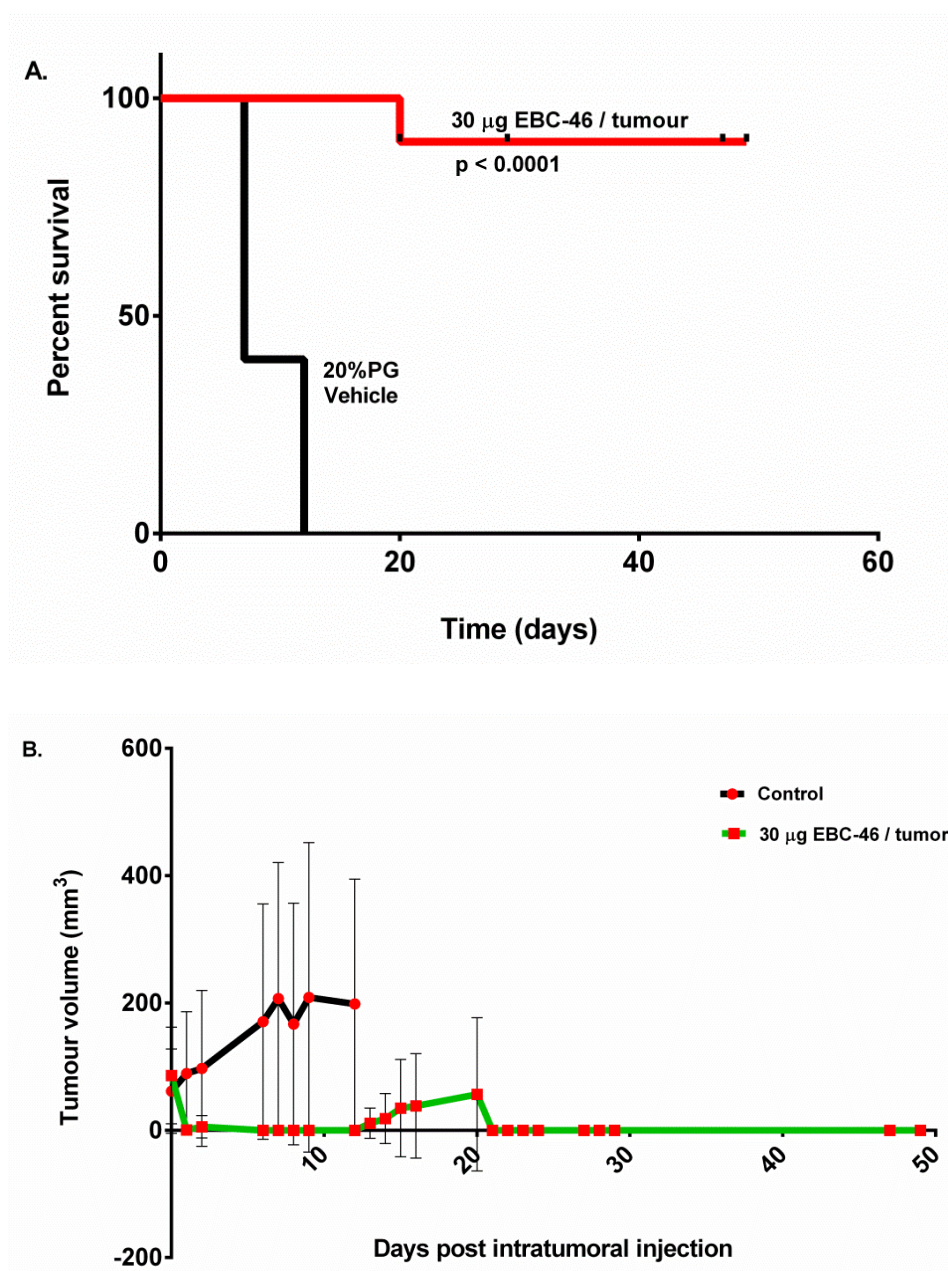 A.
100
50
0
0
20
40
60
Percent survival
30 μg EBC-46 / tumour
p < 0.0001
20%PG
Vehicle
Time (days)
B.
600
400
200
0
-200
Tumour volume (mm³)
Control
30 μg EBC-46 / tumor
10
20
30
40
50
Days post intratumoral injection